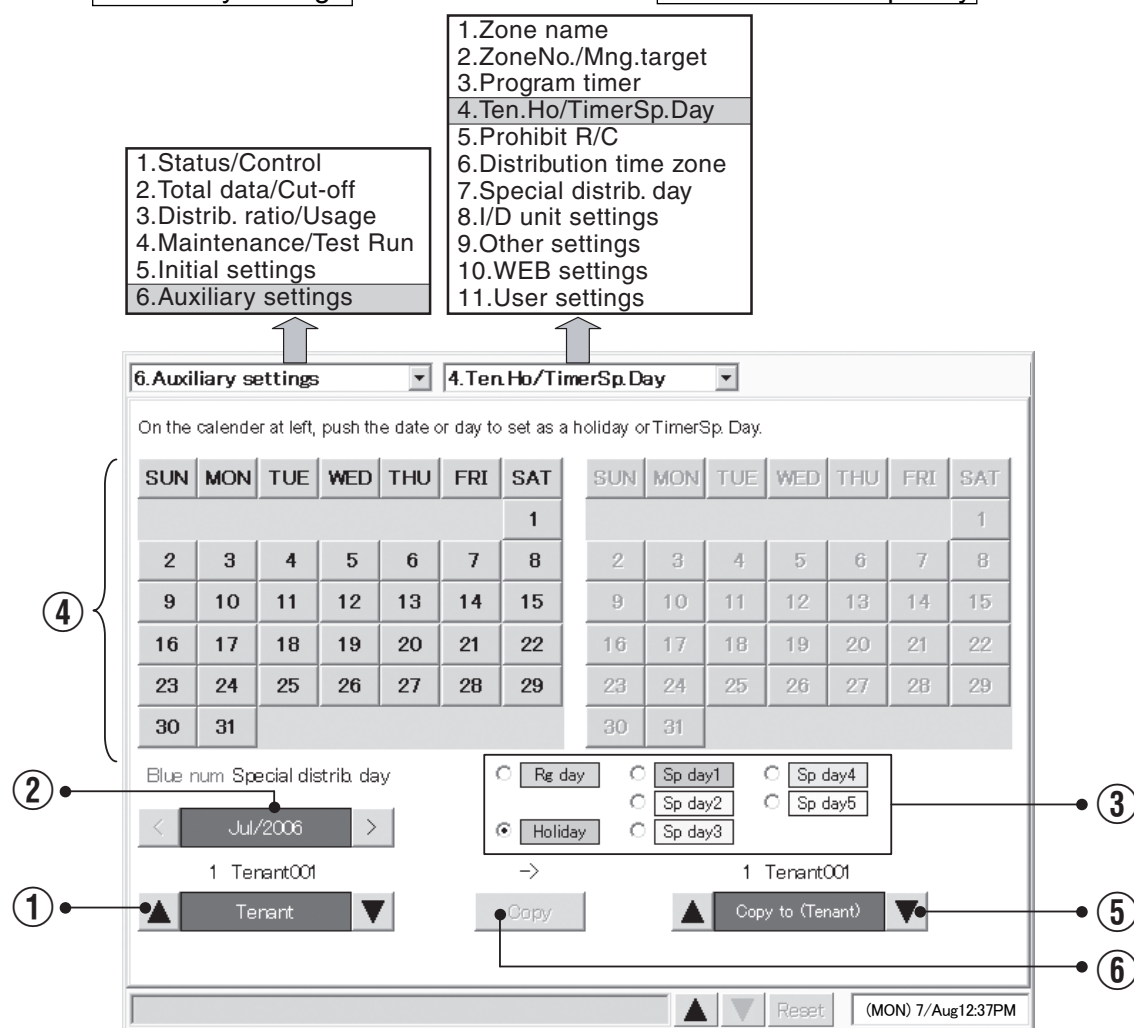 1.Zone name
2.ZoneNo./Mng.target
3.Program timer
4.Ten.Ho/TimerSp.Day
5.Prohibit R/C
6.Distribution time zone
7.Special distrib. day
8.I/D unit settings
9.Other settings
10.WEB settings
11.User settings
1.Status/Control
2.Total data/Cut-off
3.Distrib. ratio/Usage
4.Maintenance/Test Run
5.Initial settings
6.Auxiliary settings
6.Auxiliary settings 4.Ten.Ho/TimerSp.Day
On the calender at left, push the date or day to set as a holiday or TimerSp. Day.
SUN MON TUE WED THU FRI SAT SUN MON TUE WED THU FRI SAT
1 1
2 3 4 5 6 7 8 2 3 4 5 6 7 8
④ 9 10 11 12 13 14 15 9 10 11 12 13 14 15
16 17 18 19 20 21 22 16 17 18 19 20 21 22
23 24 25 26 27 28 29 23 24 25 26 27 28 29
30 31 30 31
Blue num Special distrib. day Rg day Sp day1 Sp day4
② Sp day2 Sp day5 ③
< Jul/2006 > Holiday Sp day3
1 Tenant001 -> 1 Tenant001
① ▲ Tenant ▼ Copy ▲ Copy to (Tenant) ▼ ⑤
⑥
▲ ▼ Reset (MON) 7/Aug12:37PM